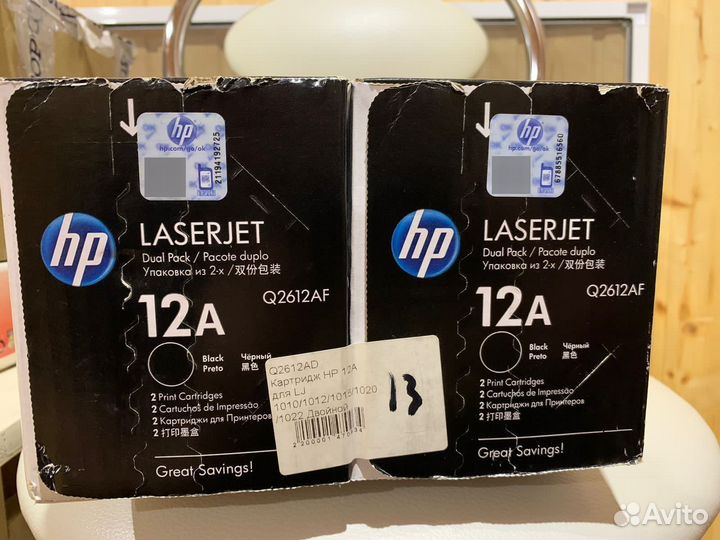 hp
hp.com/go/ok
21194192725
hp
LASERJET
Dual Pack / Pacote duplo
Упаковка из 2-х / 双份包装
12A
Q2612AF
Black
Preto
Чёрный
黑色
2 Print Cartridges
2 Cartuchos de Impressão
2 Картриджи для Принтеров
2 打印墨盒
Great Savings!
Q2612AD
Картридж HP 12A
для LJ
1010/1012/1015/1020
/1022 Двойной
13
hp
hp.com/go/ok
67885516560
hp
LASERJET
Dual Pack / Pacote duplo
Упаковка из 2-х / 双份包装
12A
Q2612AF
Black
Preto
Чёрный
黑色
2 Print Cartridges
2 Cartuchos de Impressão
2 Картриджи для Принтеров
2 打印墨盒
Great Savings!
Avito